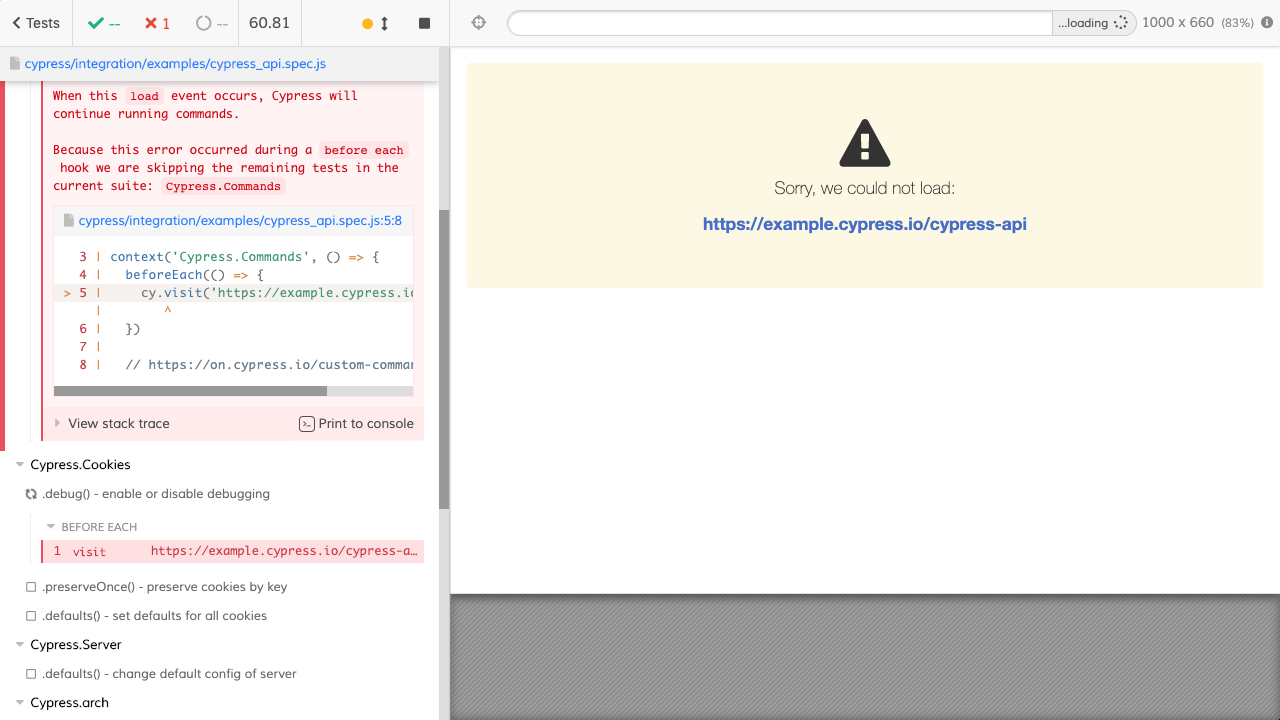 Tests -- 1 -- 60.81
...loading 1000 x 660 (83%)
cypress/integration/examples/cypress_api.spec.js
When this load event occurs, Cypress will
continue running commands.
Because this error occurred during a before each
hook we are skipping the remaining tests in the
current suite: Cypress.Commands
cypress/integration/examples/cypress_api.spec.js:5:8
3 | context('Cypress.Commands', () => {
4 |   beforeEach(() => {
> 5 |     cy.visit('https://example.cypress.io
|        ^
6 |   })
7 |
8 |   // https://on.cypress.io/custom-comman
View stack trace
Print to console
Cypress.Cookies
.debug() - enable or disable debugging
BEFORE EACH
1 visit https://example.cypress.io/cypress-a...
.preserveOnce() - preserve cookies by key
.defaults() - set defaults for all cookies
Cypress.Server
.defaults() - change default config of server
Cypress.arch
Sorry, we could not load:
https://example.cypress.io/cypress-api